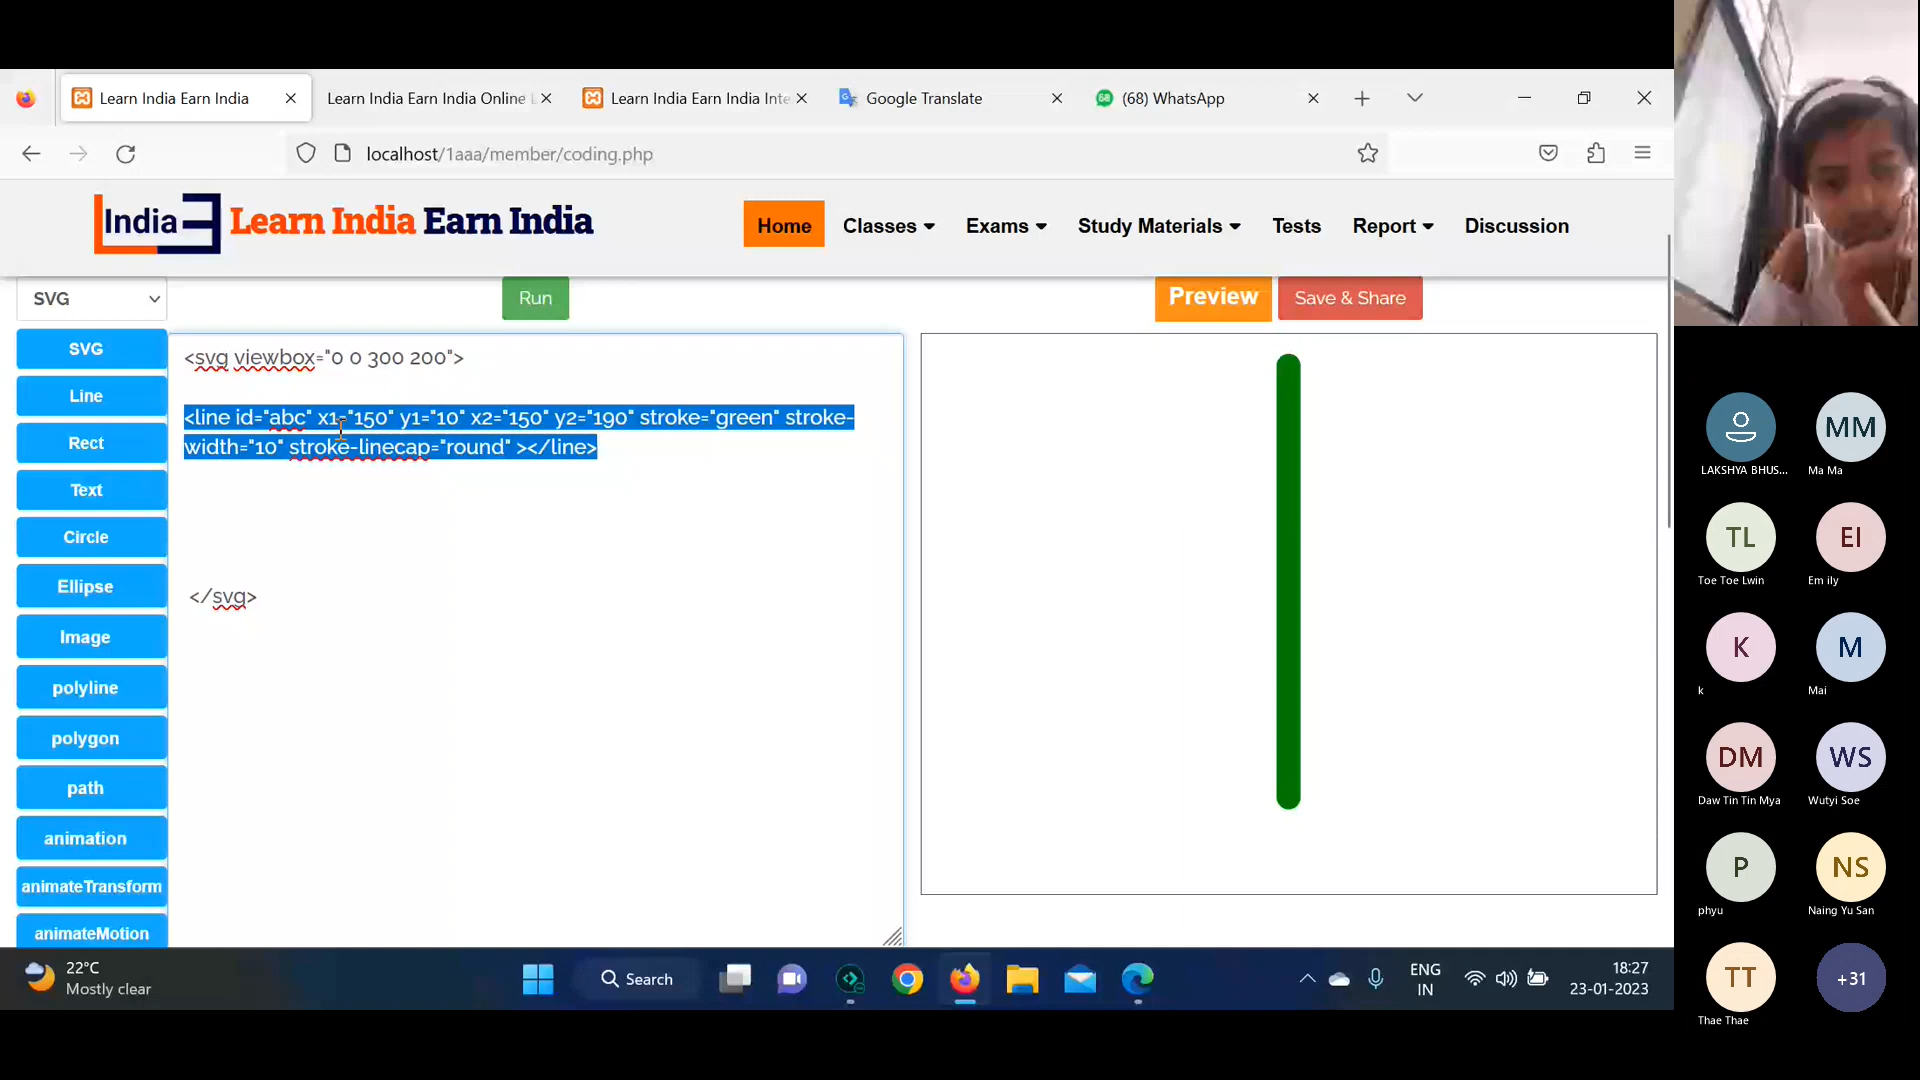 Learn India Earn India
Learn India Earn India Online
Learn India Earn India Inte
Google Translate
(68) WhatsApp
localhost/1aaa/member/coding.php
India
Learn India Earn India
Home
Classes
Exams
Study Materials
Tests
Report
Discussion
SVG
Run
Preview
Save & Share
SVG
Line
Rect
Text
Circle
Ellipse
Image
polyline
polygon
path
animation
animateTransform
animateMotion
<svg viewbox="0 0 300 200">
<line id="abc" x1="150" y1="10" x2="150" y2="190" stroke="green" stroke-
width="10" stroke-linecap="round" ></line>
</svg>
LAKSHYA BHUS...
MM
Ma Ma
TL
Toe Toe Lwin
EI
Em ily
K
k
M
Mai
DM
Daw Tin Tin Mya
WS
Wutyi Soe
P
phyu
NS
Naing Yu San
TT
Thae Thae
+31
22°C
Mostly clear
Search
ENG
IN
18:27
23-01-2023